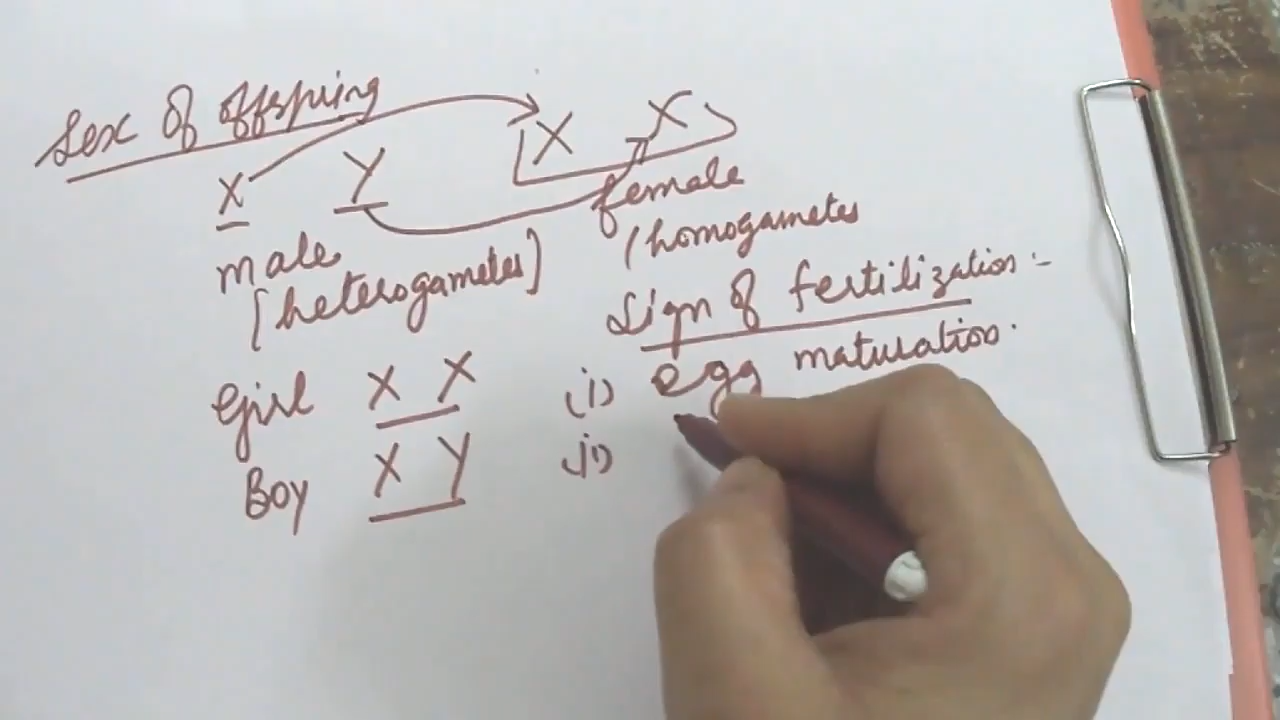 Sex of offspring
X Y X X
male female
[heterogametes] (homogametes
Sign of fertilization :-
Girl X X (i) egg maturation.
Boy X Y (ii)